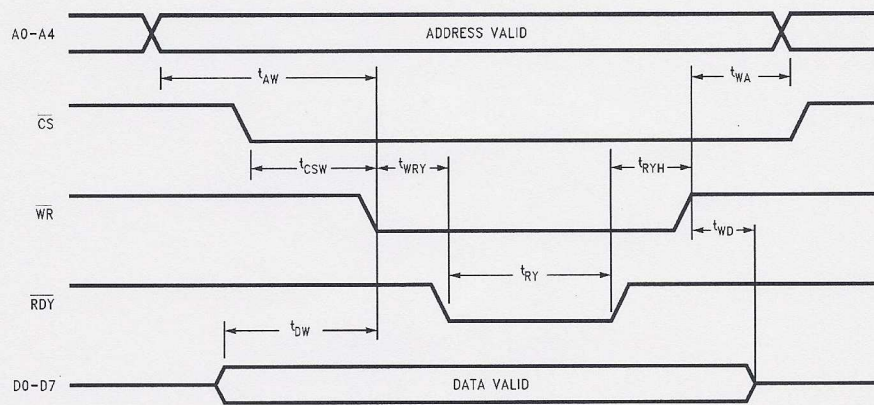 A0-A4
ADDRESS VALID
tAW
tWA
CS
tCSW
tWRY
tRYH
WR
tWD
tRY
RDY
tDW
D0-D7
DATA VALID